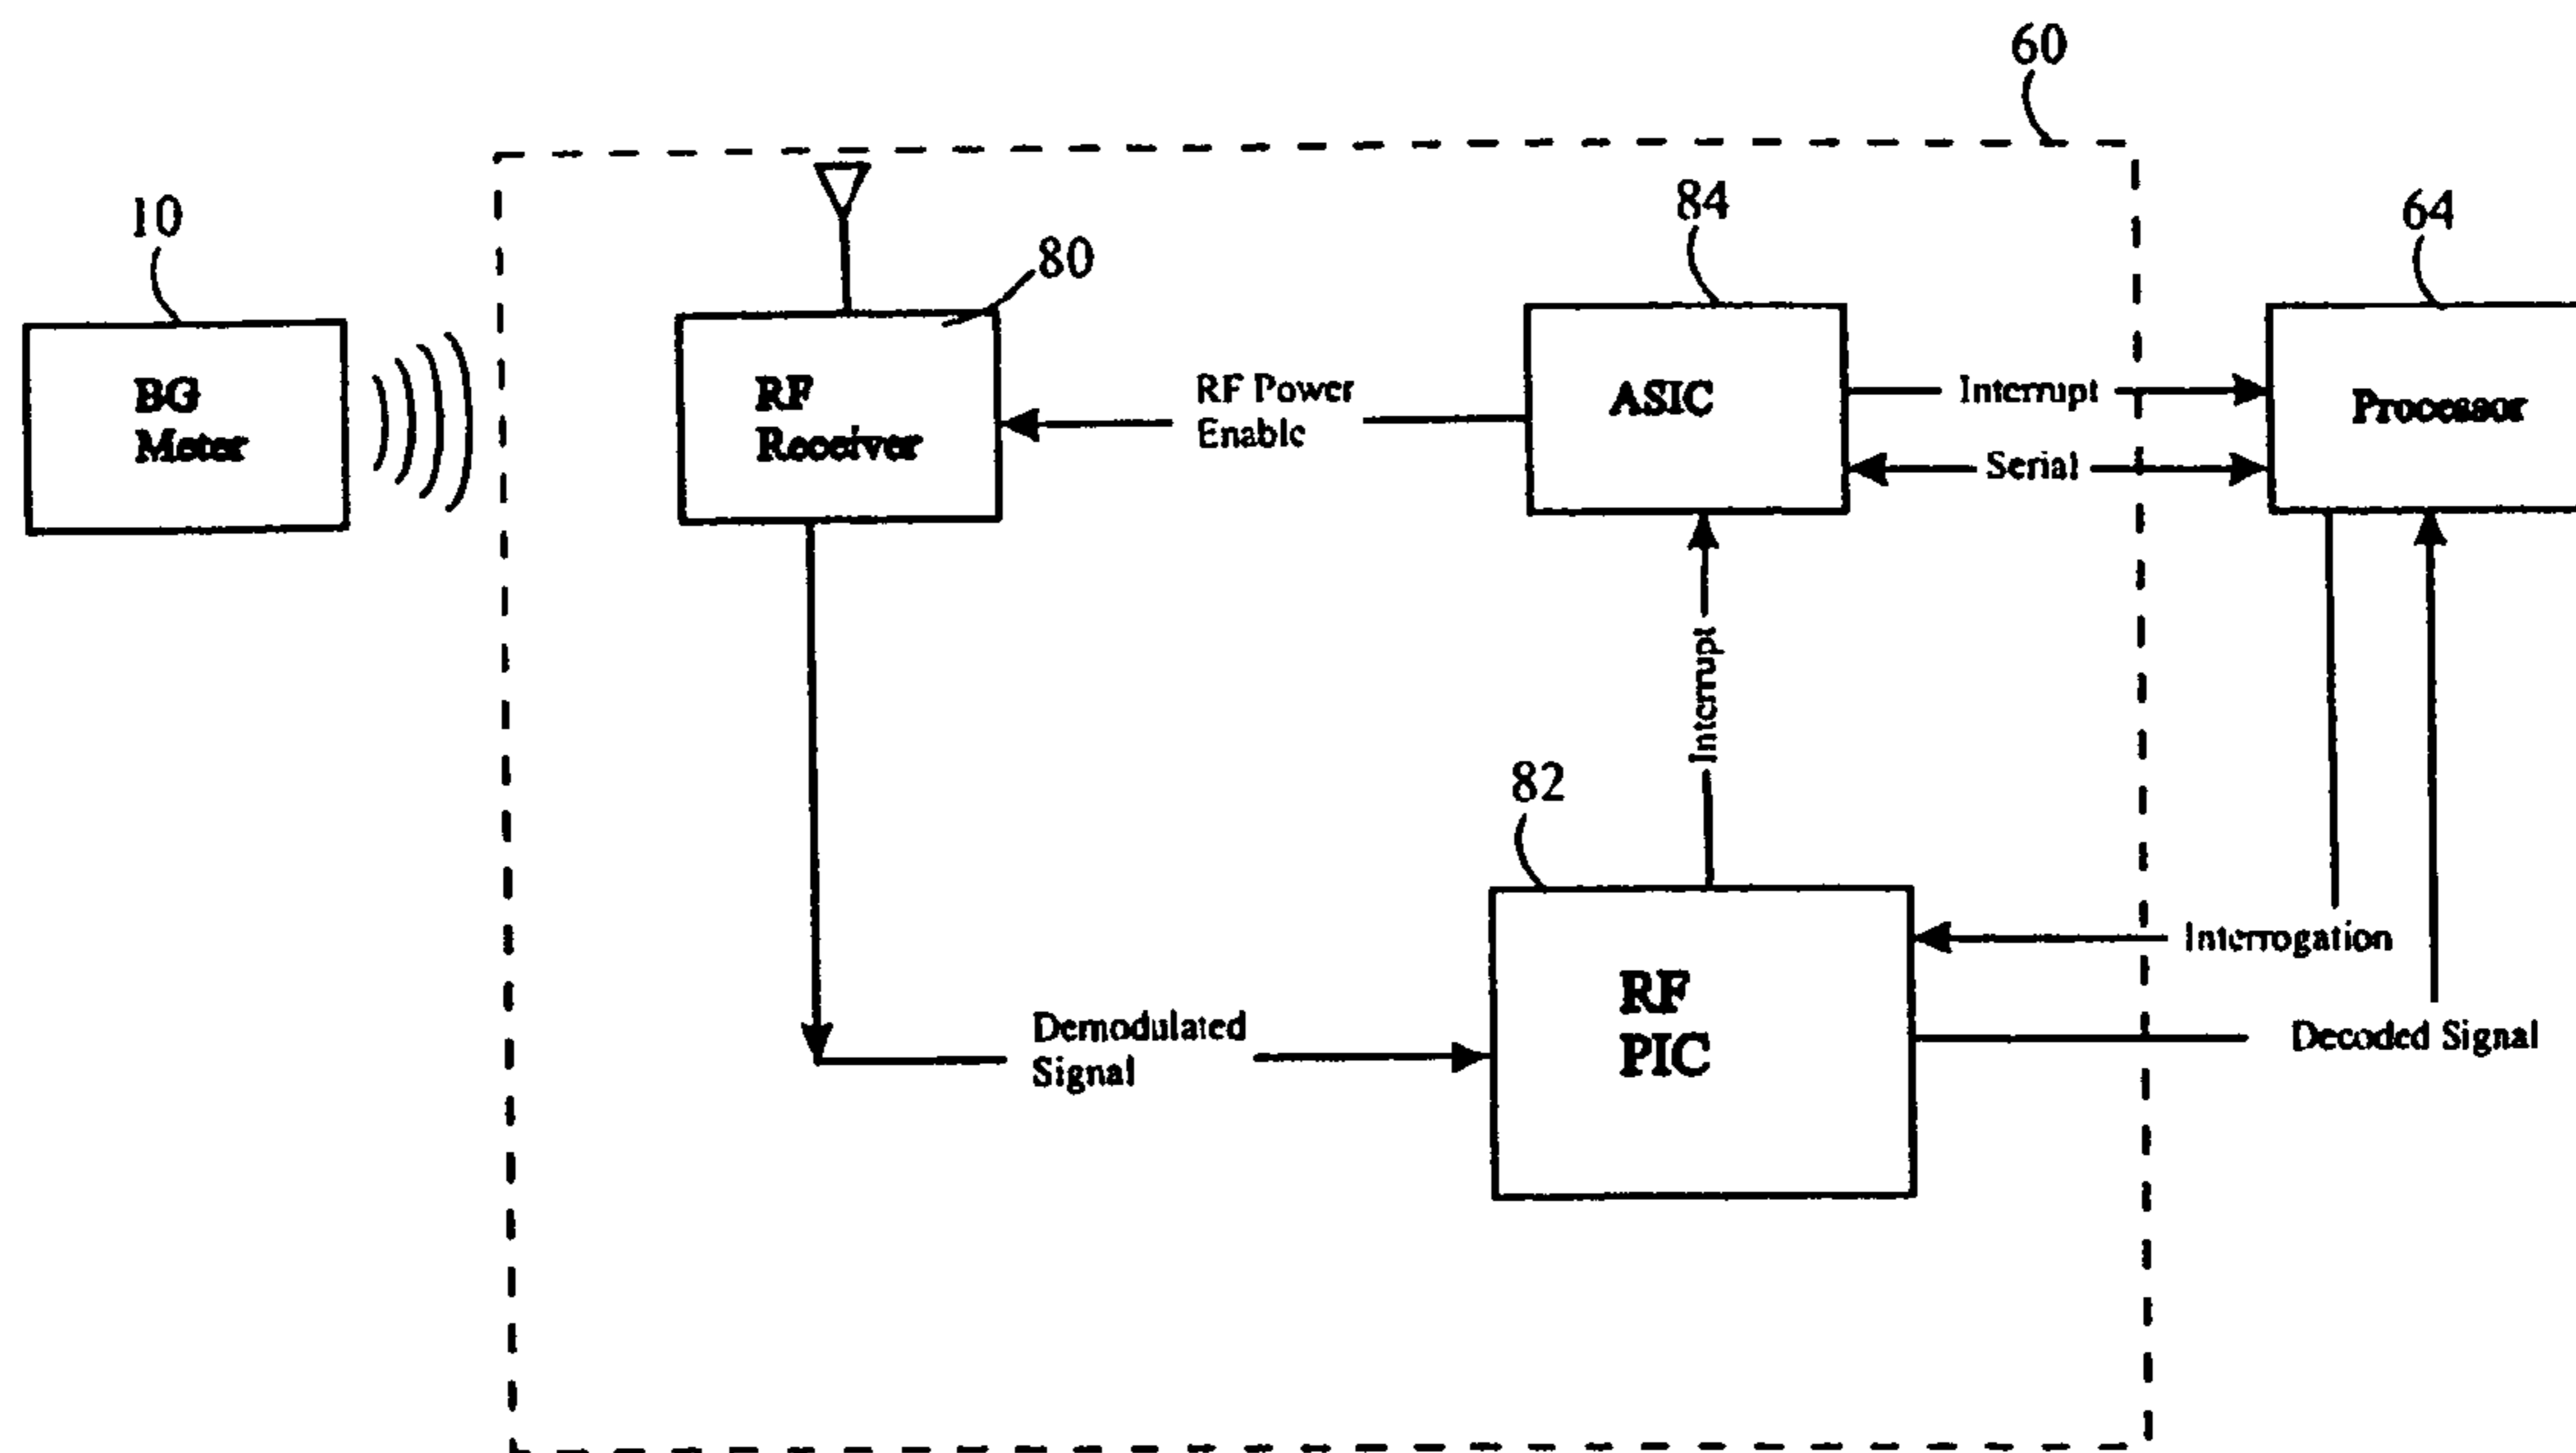 60
10
84
64
80
BG
Meter
RF
Receiver
RF Power
Enable
ASIC
Interrupt
Serial
Processor
Interrupt
82
Interrogation
RF
PIC
Demodulated
Signal
Decoded Signal